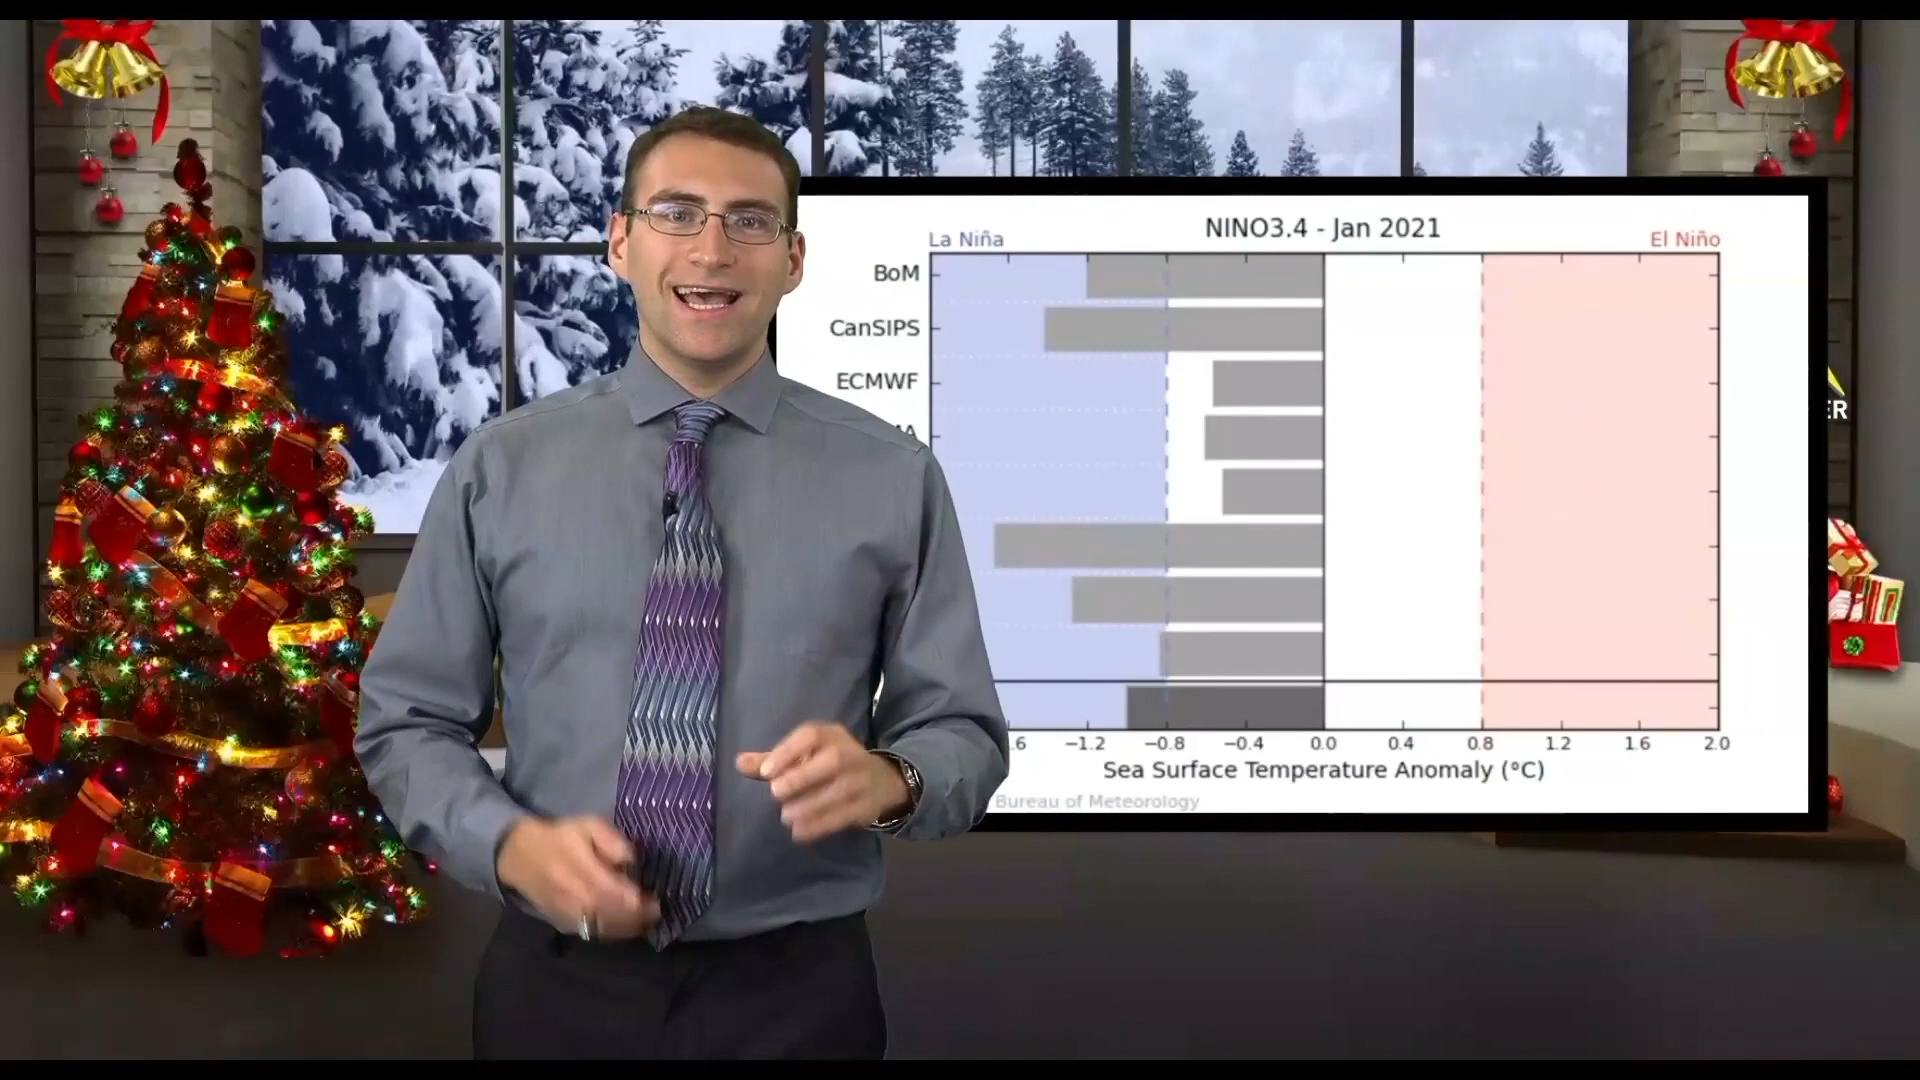 NINO3.4 - Jan 2021
La Niña
El Niño
BoM
CanSIPS
ECMWF
ER
−1.2 −0.8 −0.4 0.0 0.4 0.8 1.2 1.6 2.0
Sea Surface Temperature Anomaly (°C)
Bureau of Meteorology